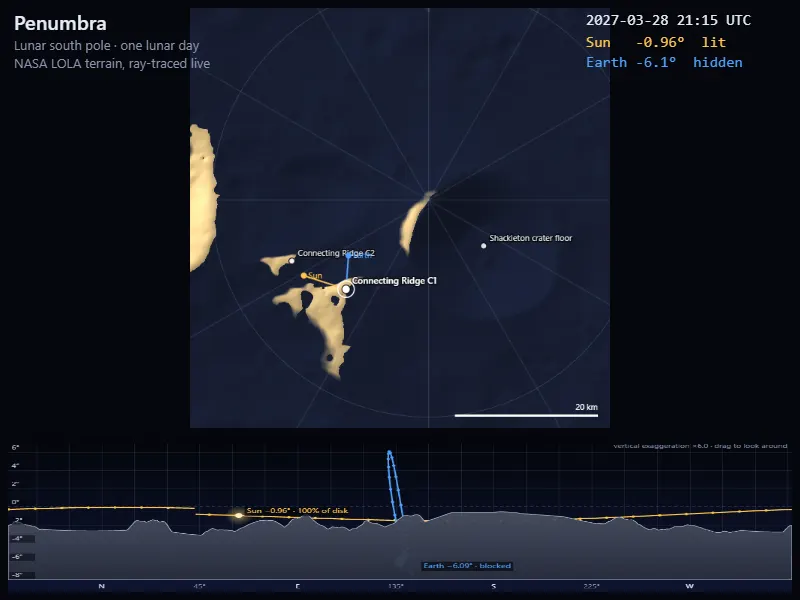 Penumbra
Lunar south pole · one lunar day
NASA LOLA terrain, ray-traced live
2027-03-28 21:15 UTC
Sun -0.96° lit
Earth -6.1° hidden
Shackleton crater floor
Connecting Ridge C2
Sun
Connecting Ridge C1
20 km
vertical exaggeration ×6.0 · drag to look around
6°
4°
2°
0°
-2°
-4°
-6°
-8°
Sun -0.96° · 100% of disk
Earth -6.09° · blocked
N
45°
E
135°
S
225°
W